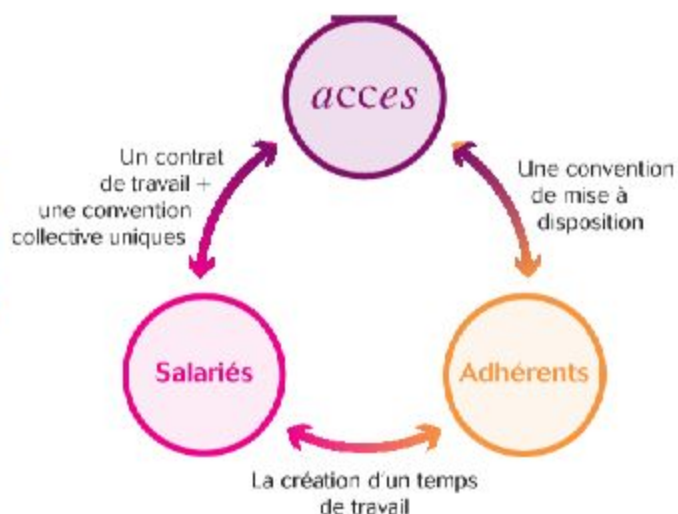 acces
Un contrat
de travail +
une convention
collective uniques
Une convention
de mise à
disposition
Salariés
Adhérents
La création d'un temps
de travail